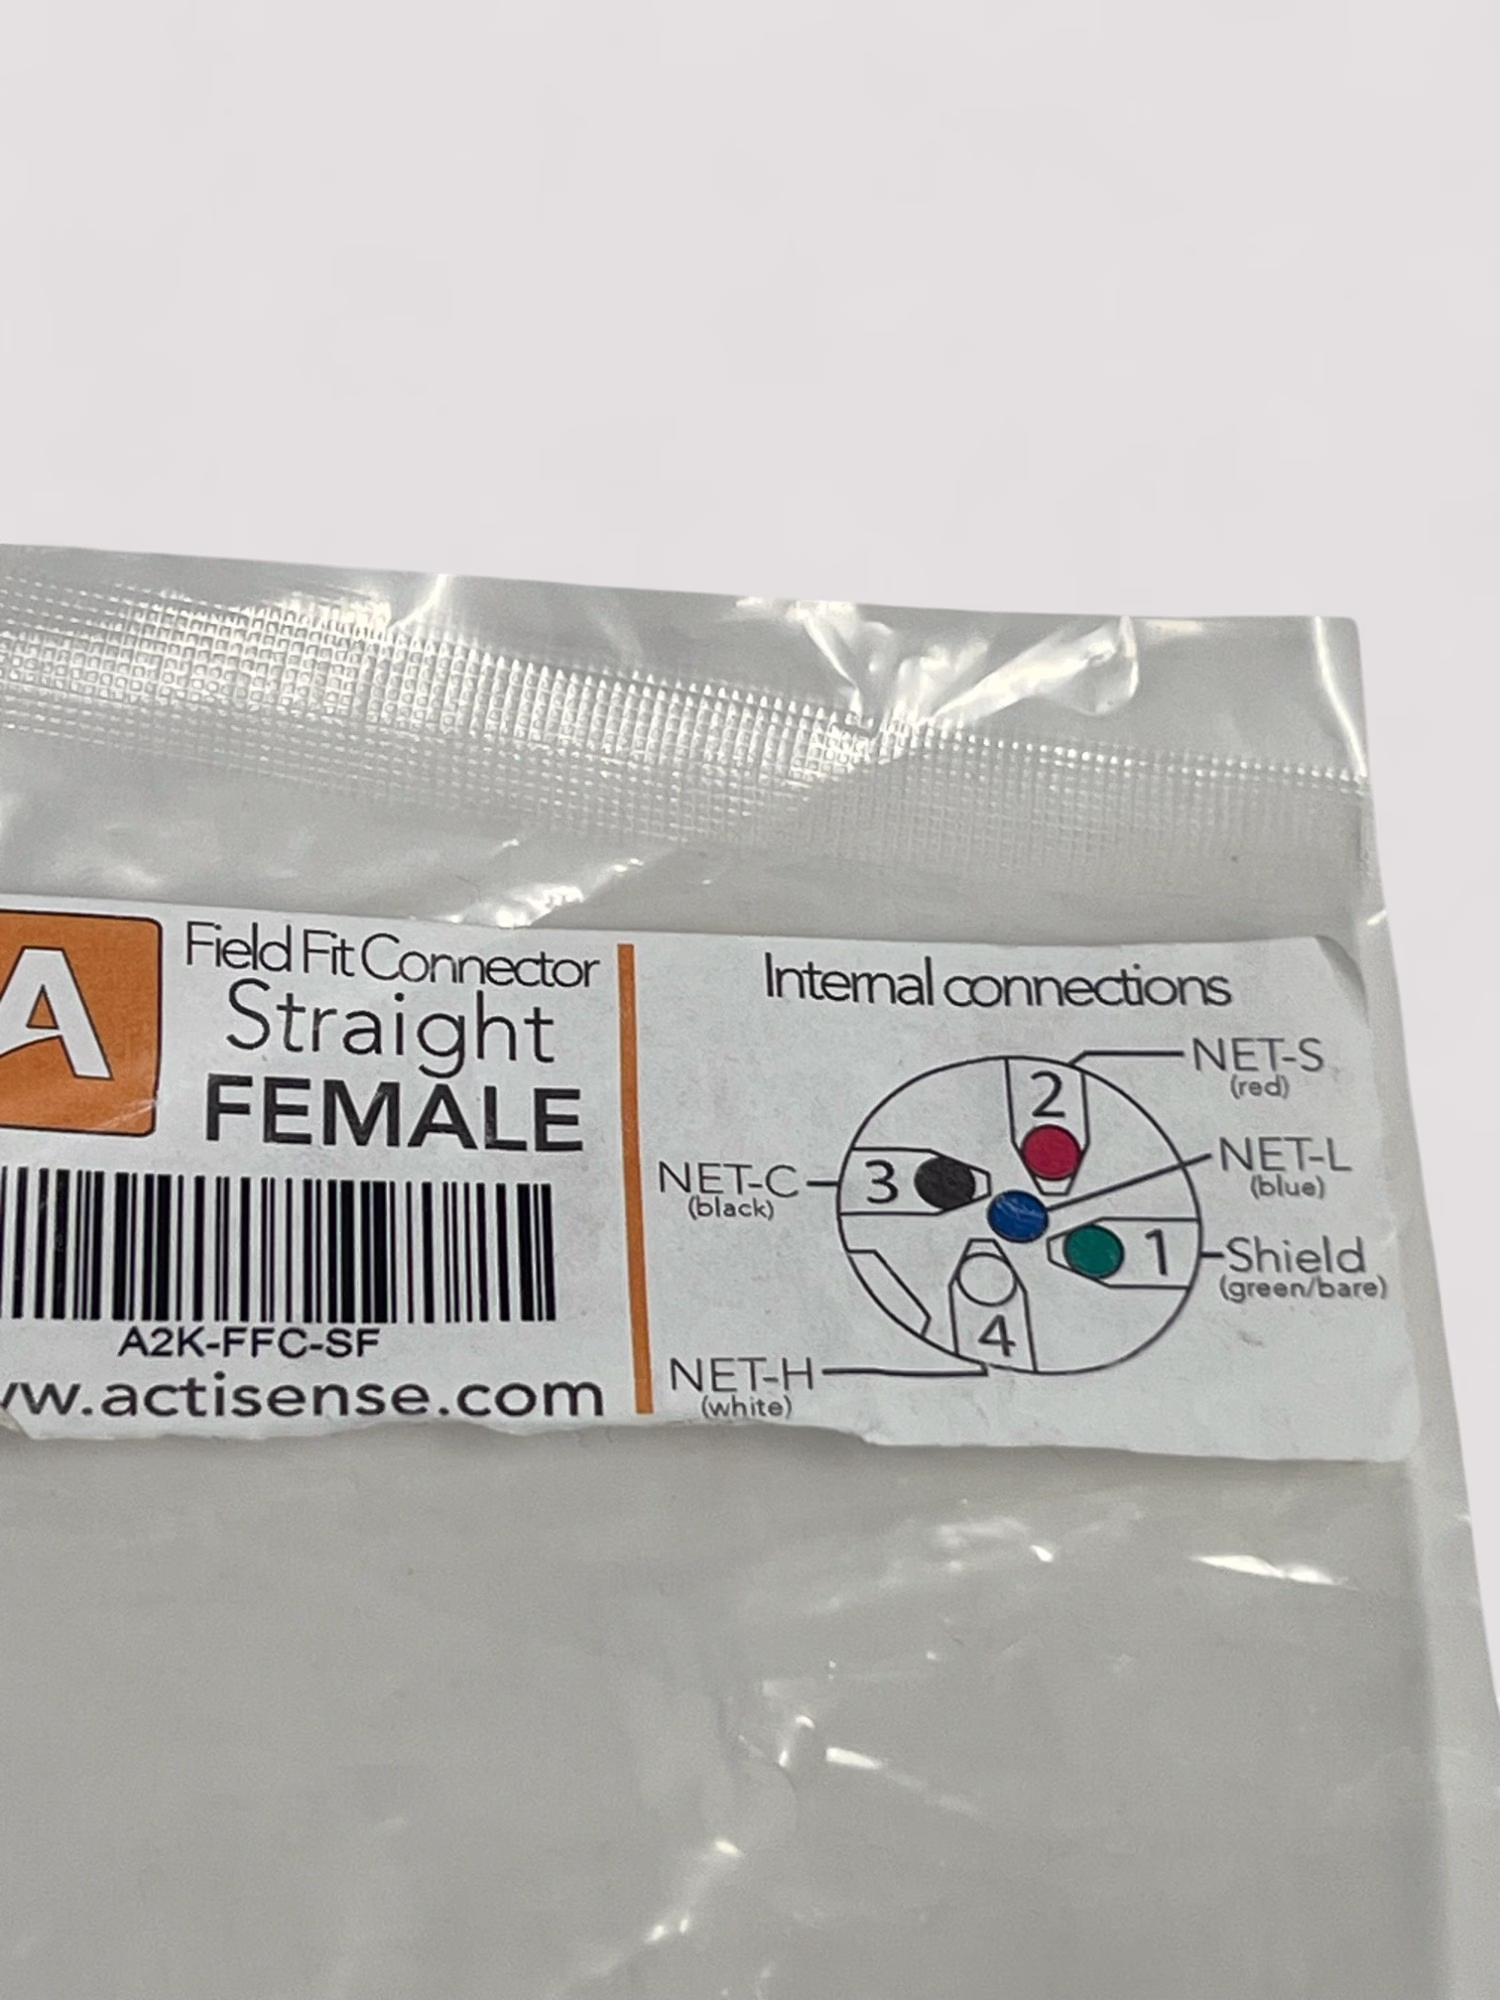 A
Field Fit Connector
Straight
FEMALE
A2K-FFC-SF
w.actisense.com
Internal connections
NET-S
(red)
2
NET-L
(blue)
NET-C
(black)
3
1
Shield
(green/bare)
4
NET-H
(white)